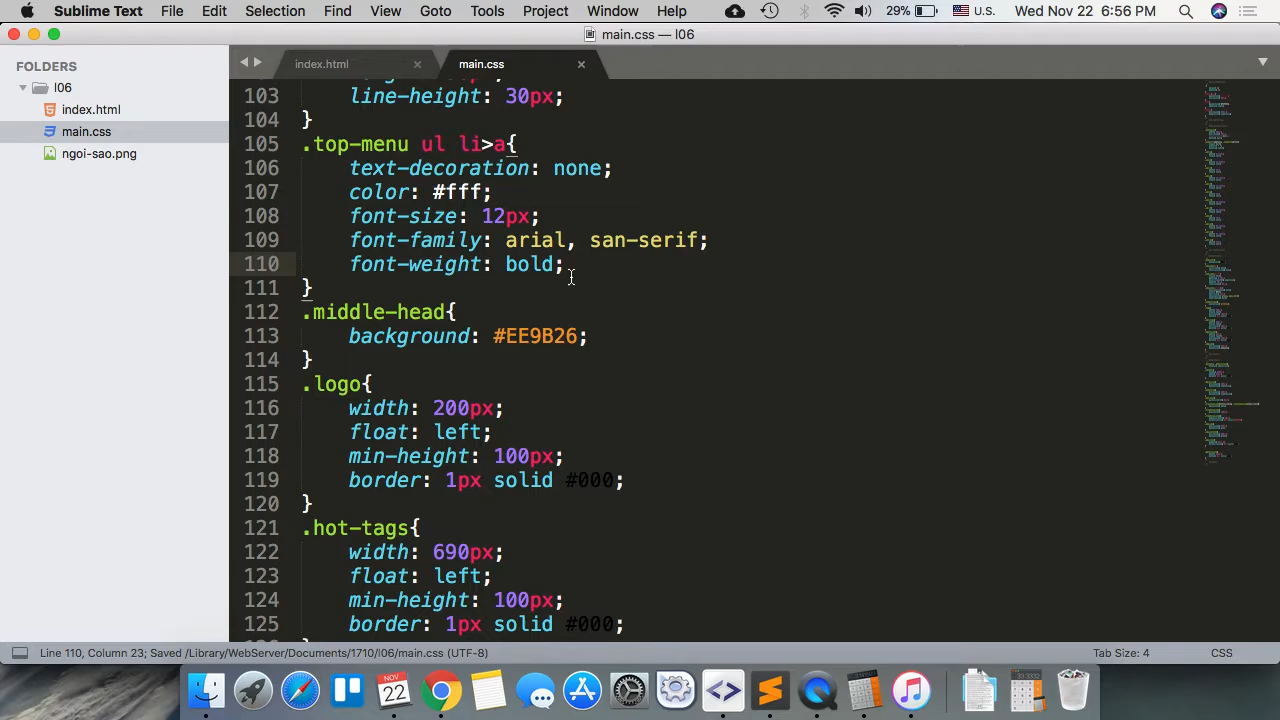 Sublime Text File Edit Selection Find View Goto Tools Project Window Help 29% U.S. Wed Nov 22 6:56 PM
main.css — l06
FOLDERS
l06
index.html
main.css
ngoi-sao.png
index.html × main.css ×
103 line-height: 30px;
104 }
105 .top-menu ul li>a{
106 text-decoration: none;
107 color: #fff;
108 font-size: 12px;
109 font-family: arial, san-serif;
110 font-weight: bold;
111 }
112 .middle-head{
113 background: #EE9B26;
114 }
115 .logo{
116 width: 200px;
117 float: left;
118 min-height: 100px;
119 border: 1px solid #000;
120 }
121 .hot-tags{
122 width: 690px;
123 float: left;
124 min-height: 100px;
125 border: 1px solid #000;
Line 110, Column 23; Saved /Library/WebServer/Documents/1710/l06/main.css (UTF-8) Tab Size: 4 CSS
NOV
22